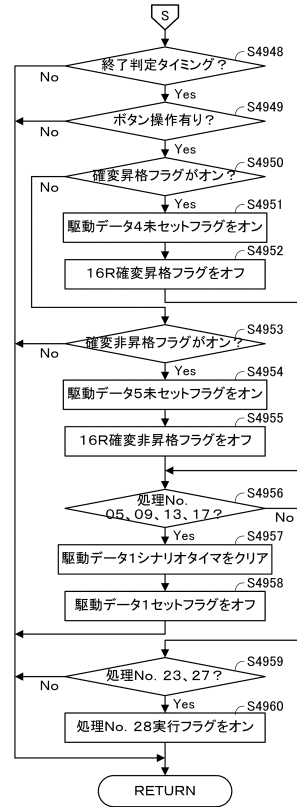 S
S4948
終了判定タイミング？
No
Yes
S4949
ボタン操作有り？
No
Yes
S4950
確変昇格フラグがオン？
No
Yes
S4951
駆動データ4未セットフラグをオン
S4952
16R確変昇格フラグをオフ
S4953
確変非昇格フラグがオン？
No
Yes
S4954
駆動データ5未セットフラグをオン
S4955
16R確変非昇格フラグをオフ
S4956
処理No.
05、09、13、17？
No
Yes
S4957
駆動データ1シナリオタイマをクリア
S4958
駆動データ1セットフラグをオフ
S4959
処理No. 23、27？
No
Yes
S4960
処理No. 28実行フラグをオン
RETURN